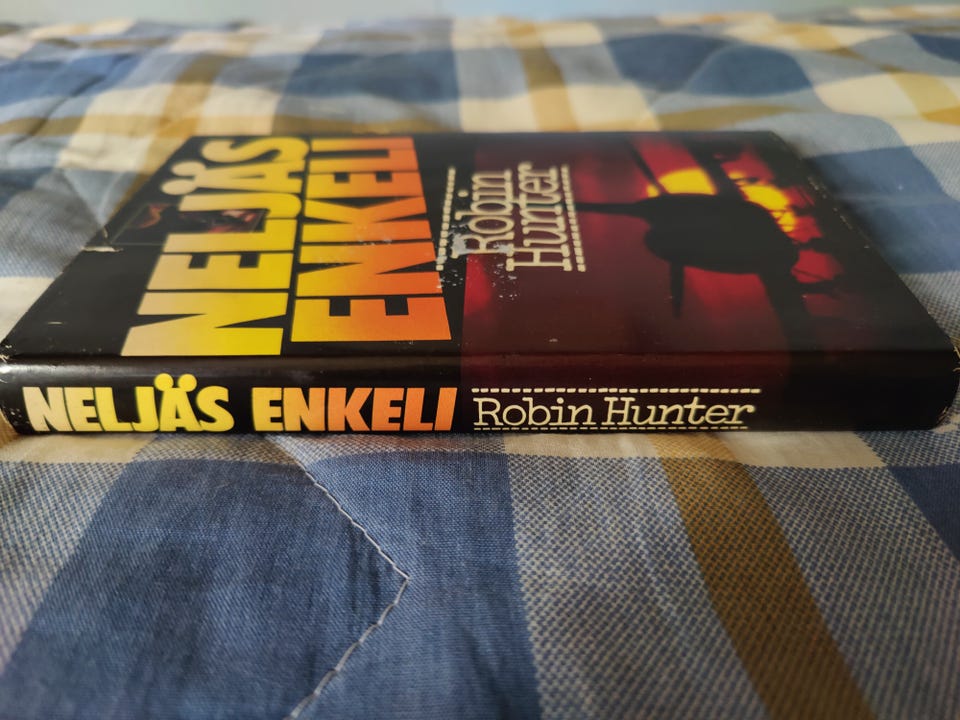 NELJÄS
ENKELI
Robin
Hunter
NELJÄS ENKELI Robin Hunter